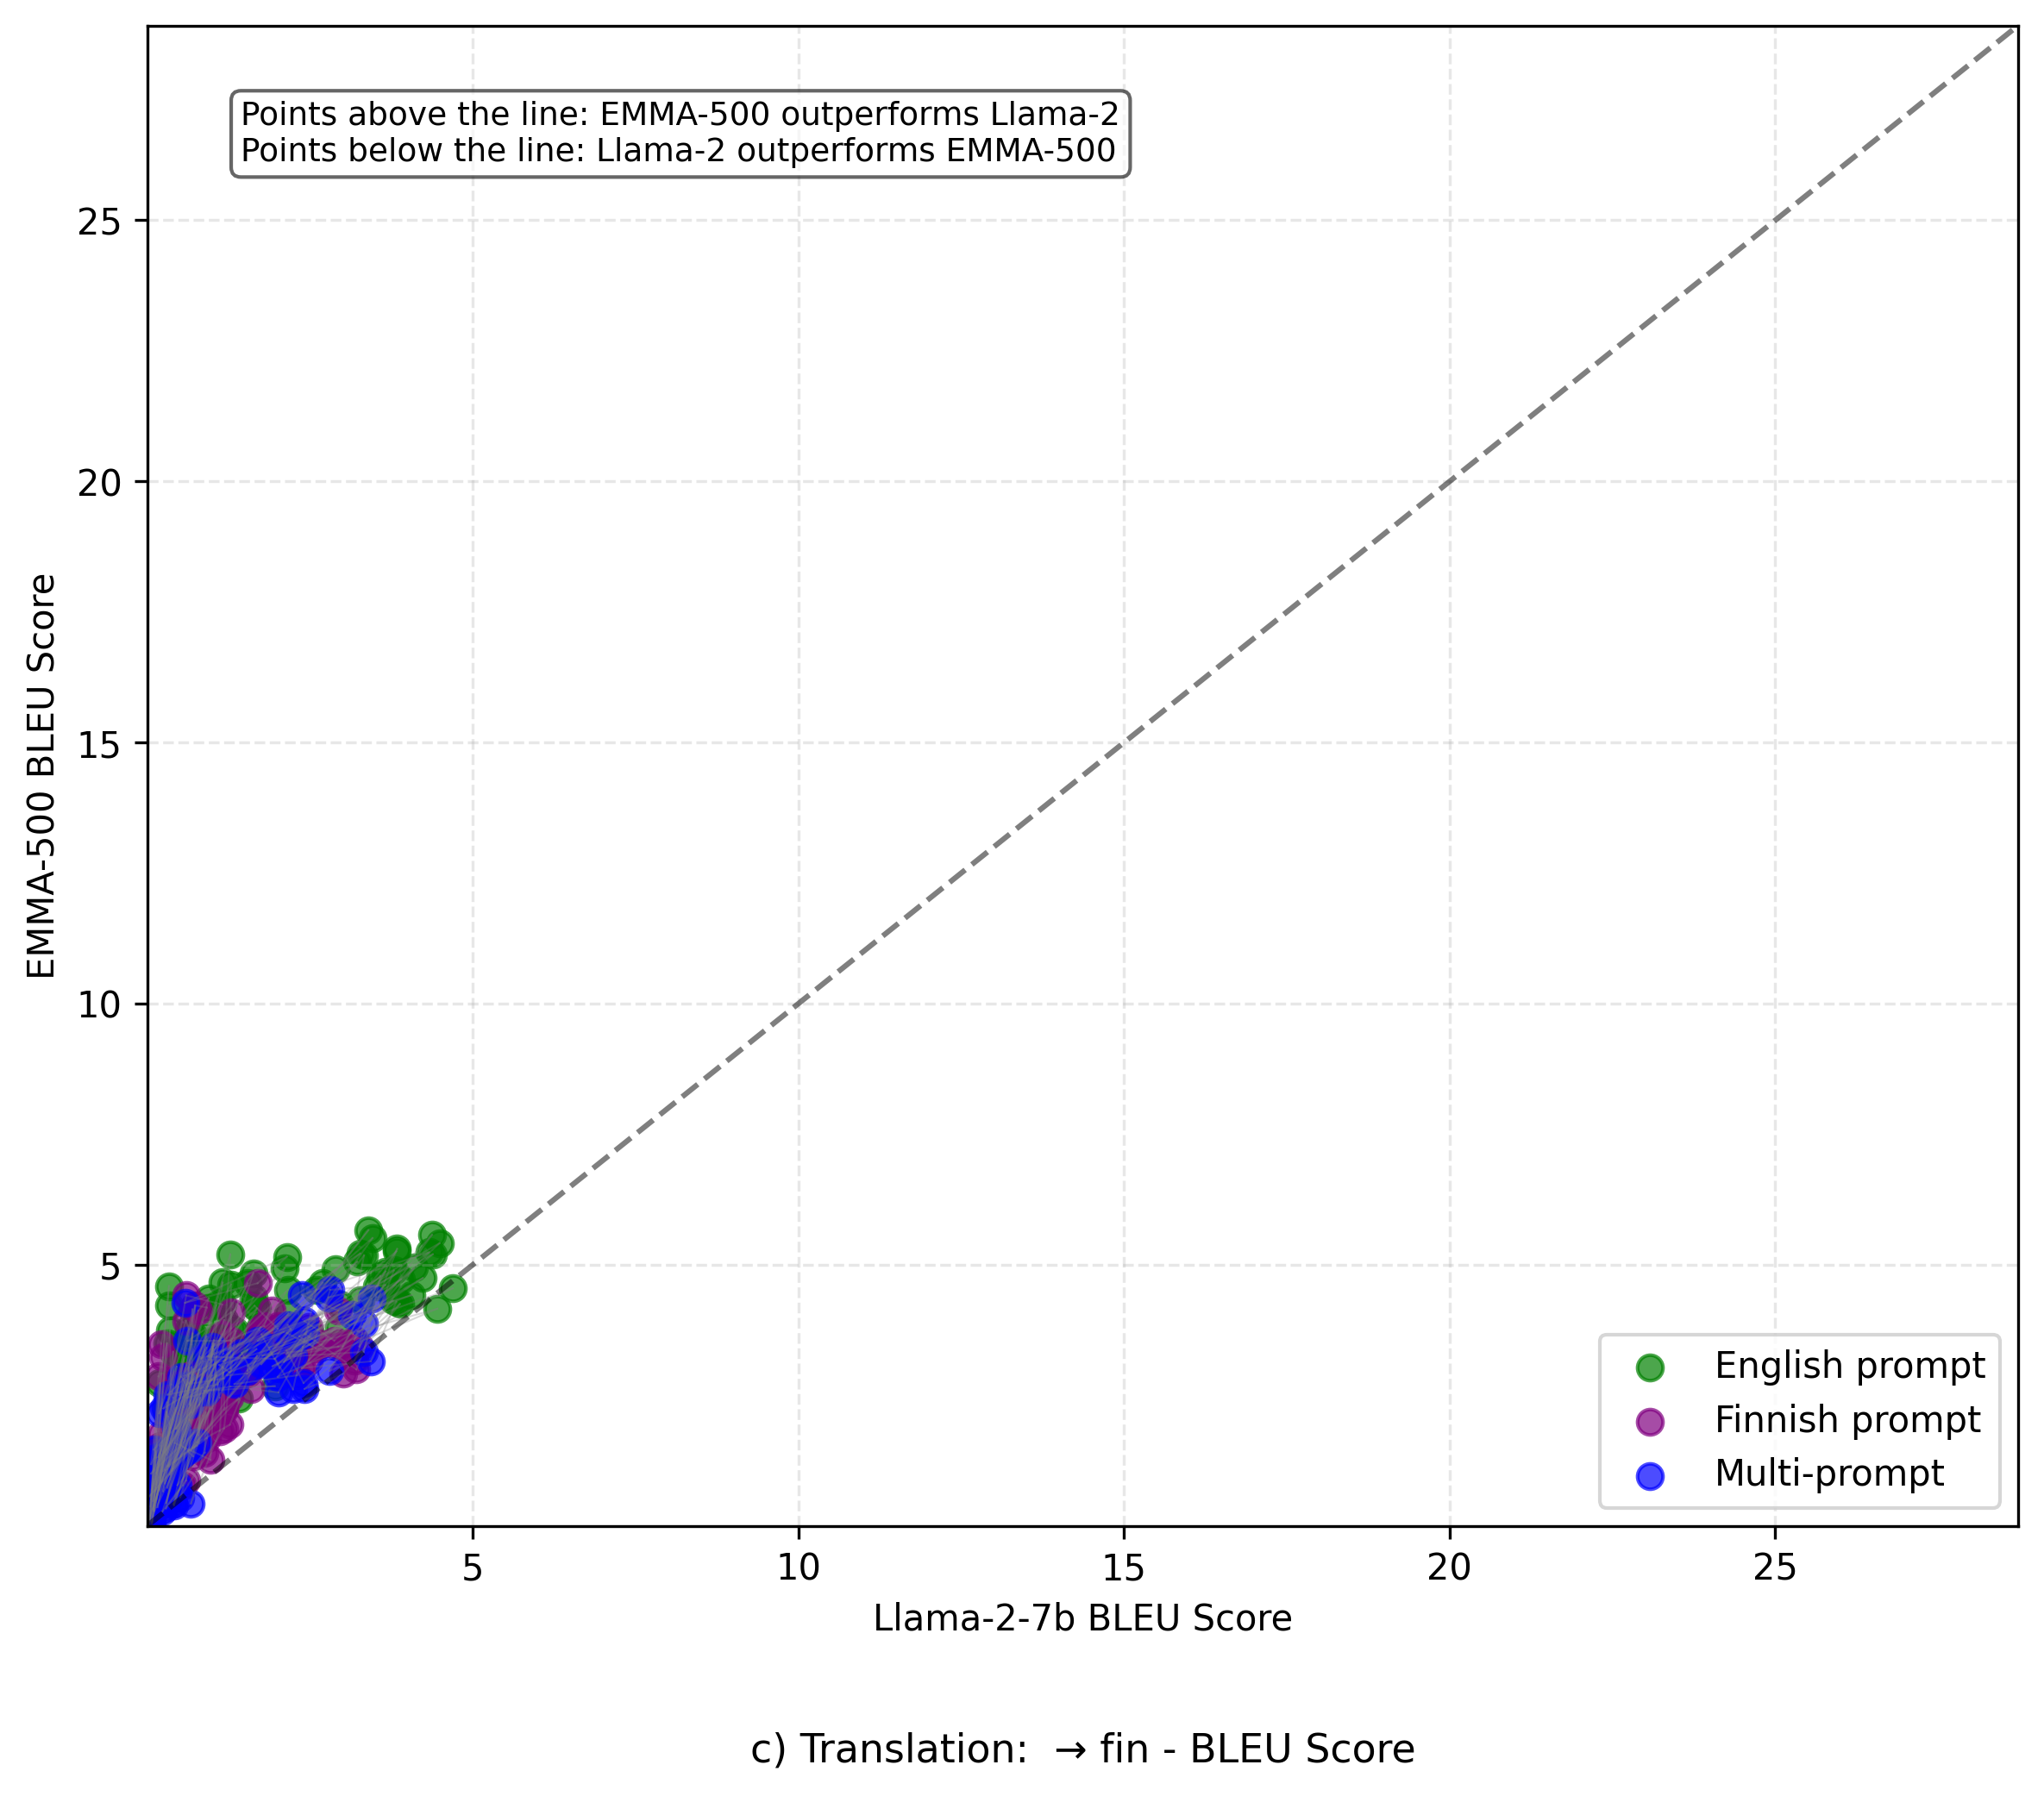 Points above the line: EMMA-500 outperforms Llama-2
Points below the line: Llama-2 outperforms EMMA-500
25
20
15
10
5
EMMA-500 BLEU Score
English prompt
Finnish prompt
Multi-prompt
5
10
15
20
25
Llama-2-7b BLEU Score
c) Translation: → fin - BLEU Score